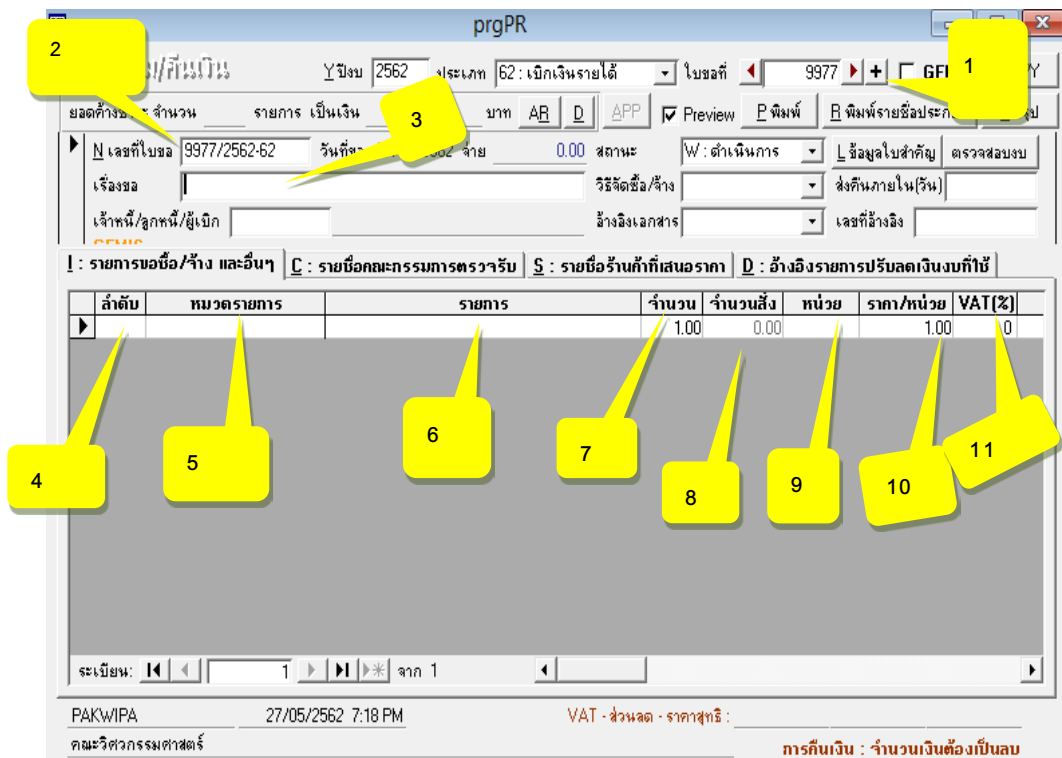 prgPR
2
/คืนเงิน
Y ปีงบ 2562 ประเภท 62 : เบิกเงินรายได้ ใบขอที่ 9977 + 1 Y
จำนวน รายการ เป็นเงิน 3 บาท AR D APP Preview P พิมพ์
N เลขที่ใบขอ 9977/2562-62 จ่าย 0.00 สถานะ W : ดำเนินการ L ข้อมูลใบสำคัญ ตรวจสอบงบ
เรื่องขอ วิธีจัดซื้อ/จ้าง ส่งคืนภายใน(วัน)
เจ้าหนี้/ลูกหนี้/ผู้เบิก อ้างอิงเอกสาร เลขที่อ้างอิง
I : รายการขอซื้อ/จ้าง และอื่นๆ C : รายชื่อคณะกรรมการตรวจรับ S : รายชื่อร้านค้าที่เสนอราคา D : อ้างอิงรายการปรับลดเงินงบที่ใช้
ลำดับ หมวดรายการ รายการ จำนวน จำนวนสั่ง หน่วย ราคา/หน่วย VAT(%)
1.00 0.00 1.00 0
4 5 6 7 8 9 10 11
ระเบียน: 1 จาก 1
PAKWIPA 27/05/2562 7:18 PM VAT - ส่วนลด - ราคาสุทธิ :
คณะวิศวกรรมศาสตร์ การคืนเงิน : จำนวนเงินต้องเป็นลบ